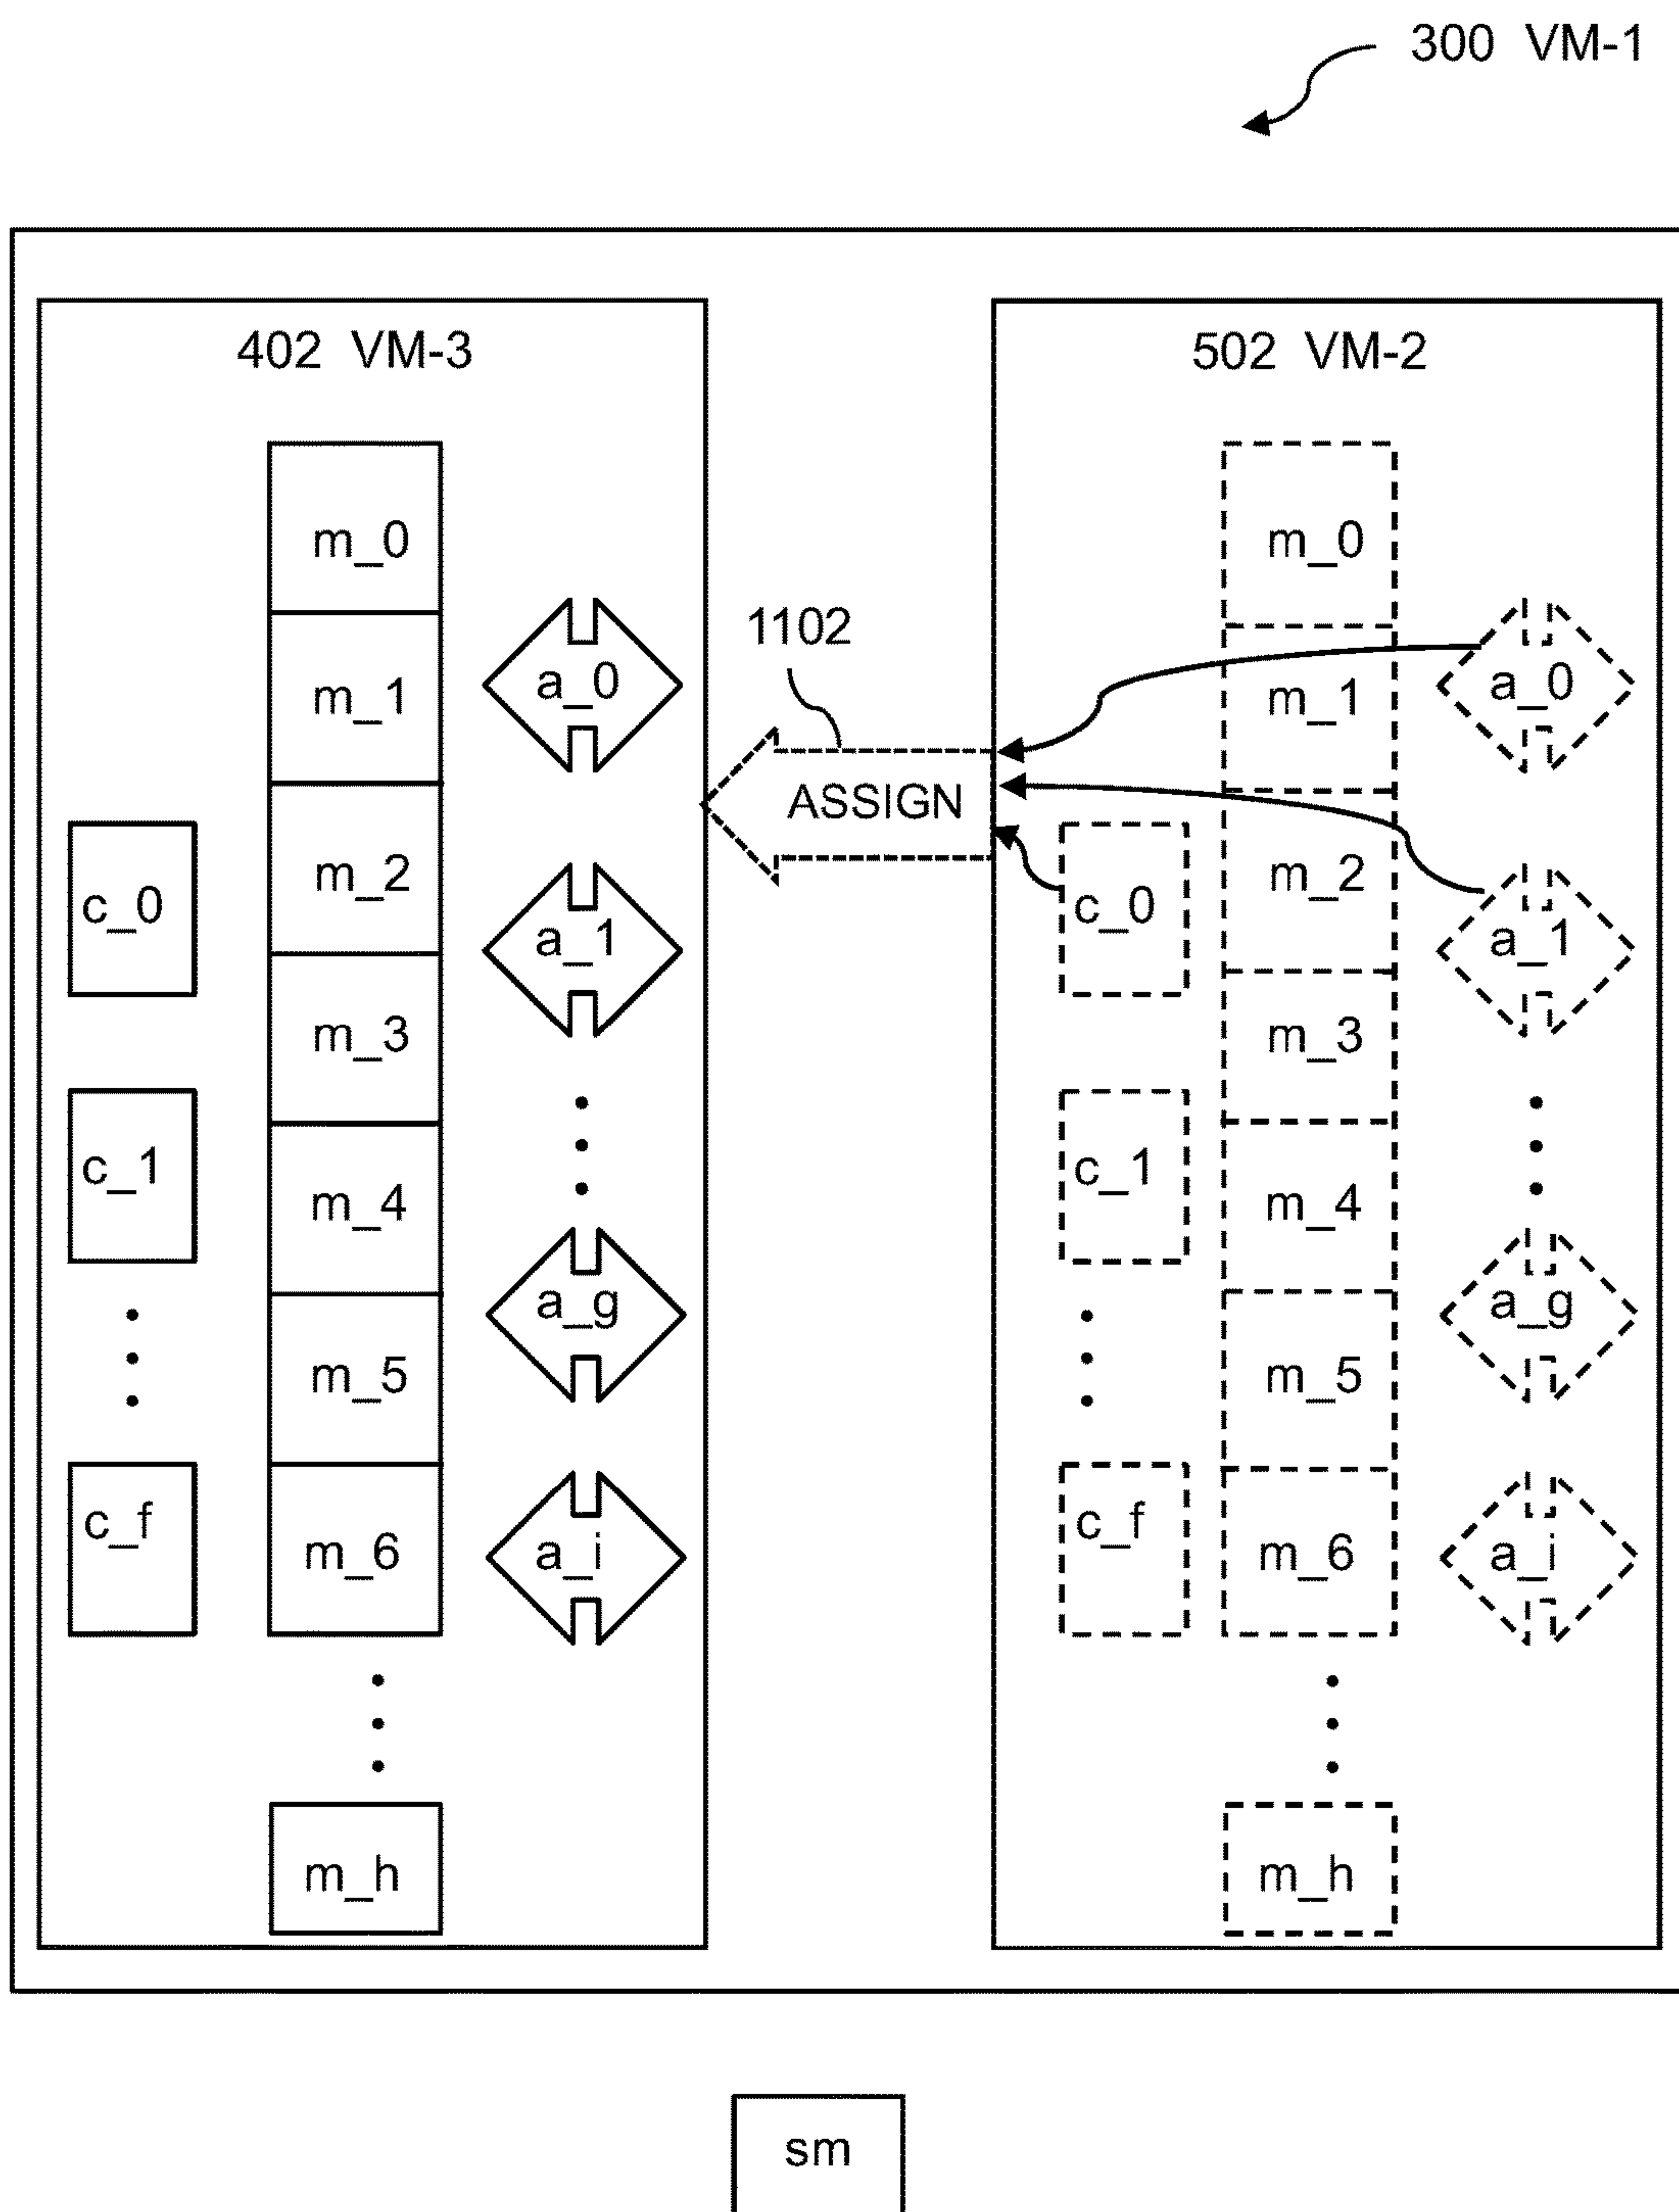 300 VM-1
402 VM-3
m_0
m_1
m_2
m_3
m_4
m_5
m_6
m_h
c_0
c_1
c_f
a_0
a_1
a_g
a_i
1102
ASSIGN
502 VM-2
m_0
m_1
m_2
m_3
m_4
m_5
m_6
m_h
c_0
c_1
c_f
a_0
a_1
a_g
a_i
sm